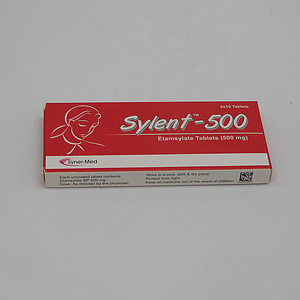 2x10 Tablets
Sylent™-500
Etamsylate Tablets (500 mg)
Syner-Med
Each uncoated tablet contains:
Etamsylate BP 500 mg
Dose: As directed by the physician.
Store in a cool, dark & dry place.
Protect from light.
Keep all medicine out of the reach of children.